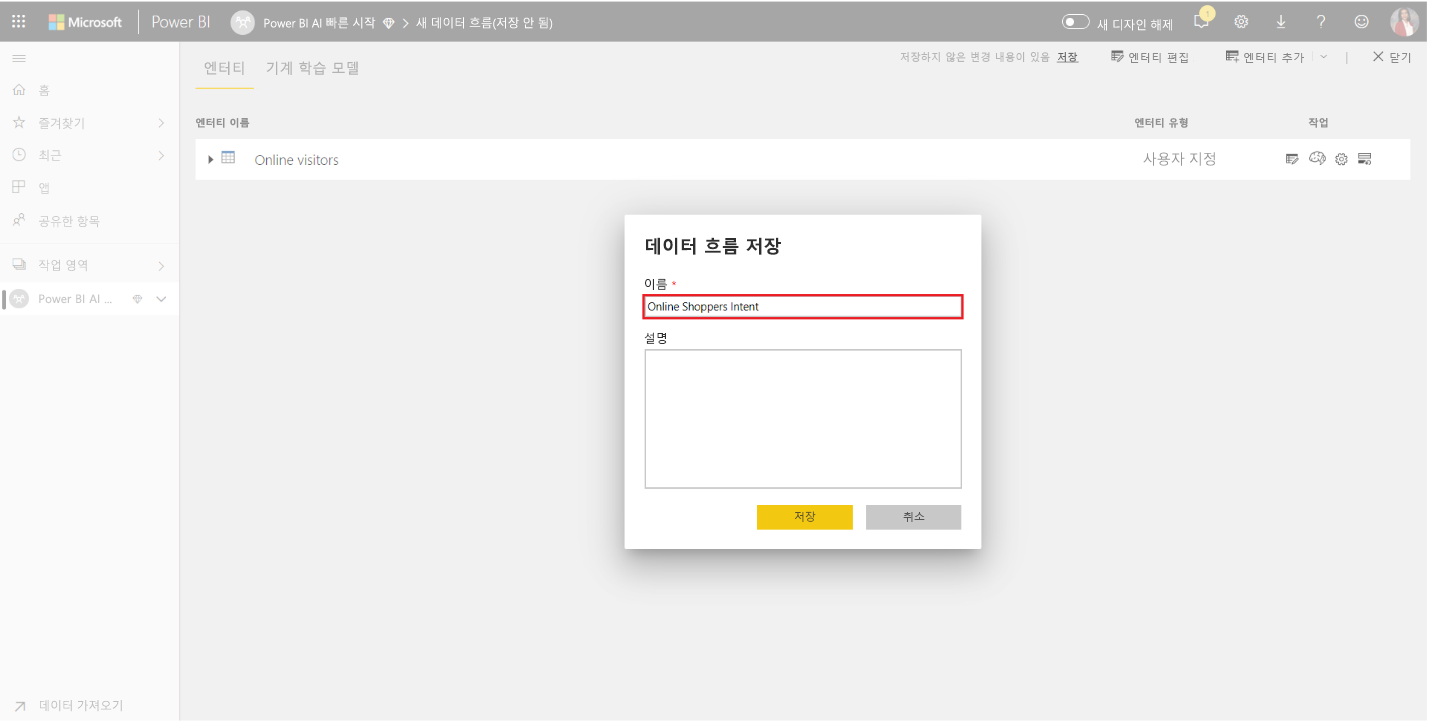 Microsoft Power BI Power BI AI 빠른 시작 > 새 데이터 흐름(저장 안 됨) 새 디자인 해제 1 ?
엔터티 기계 학습 모델 저장하지 않은 변경 내용이 있음 저장 엔터티 편집 엔터티 추가 | 닫기
홈
즐겨찾기
최근
앱
공유한 항목
작업 영역
Power BI AI ...
데이터 가져오기
엔터티 이름 엔터티 유형 작업
Online visitors 사용자 지정
데이터 흐름 저장
이름 *
Online Shoppers Intent
설명
저장 취소